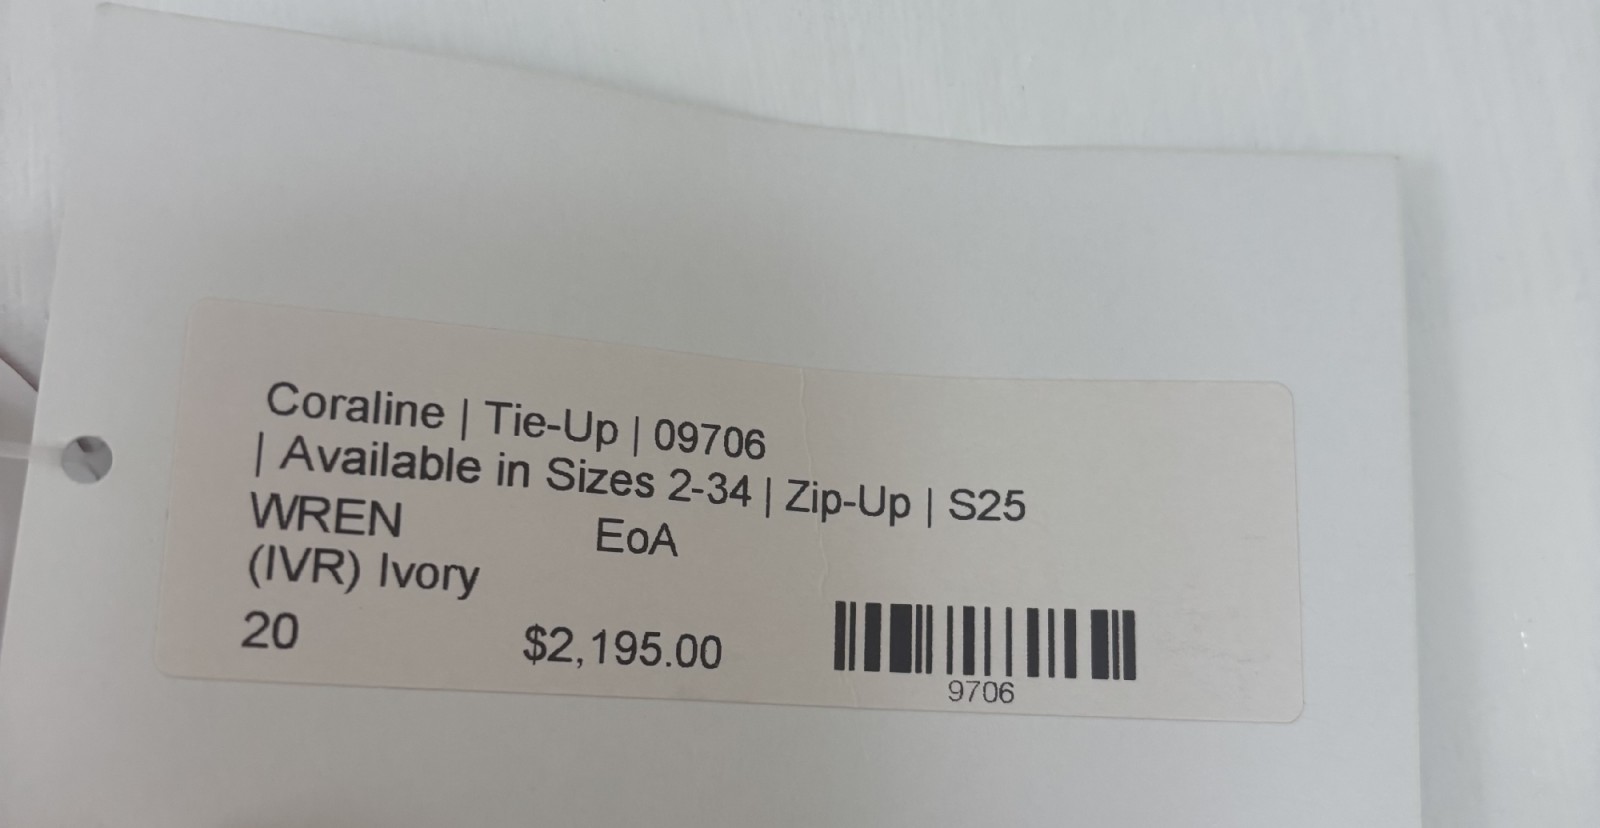 Coraline | Tie-Up | 09706
| Available in Sizes 2-34 | Zip-Up | S25
WREN EoA
(IVR) Ivory
20 $2,195.00
9706